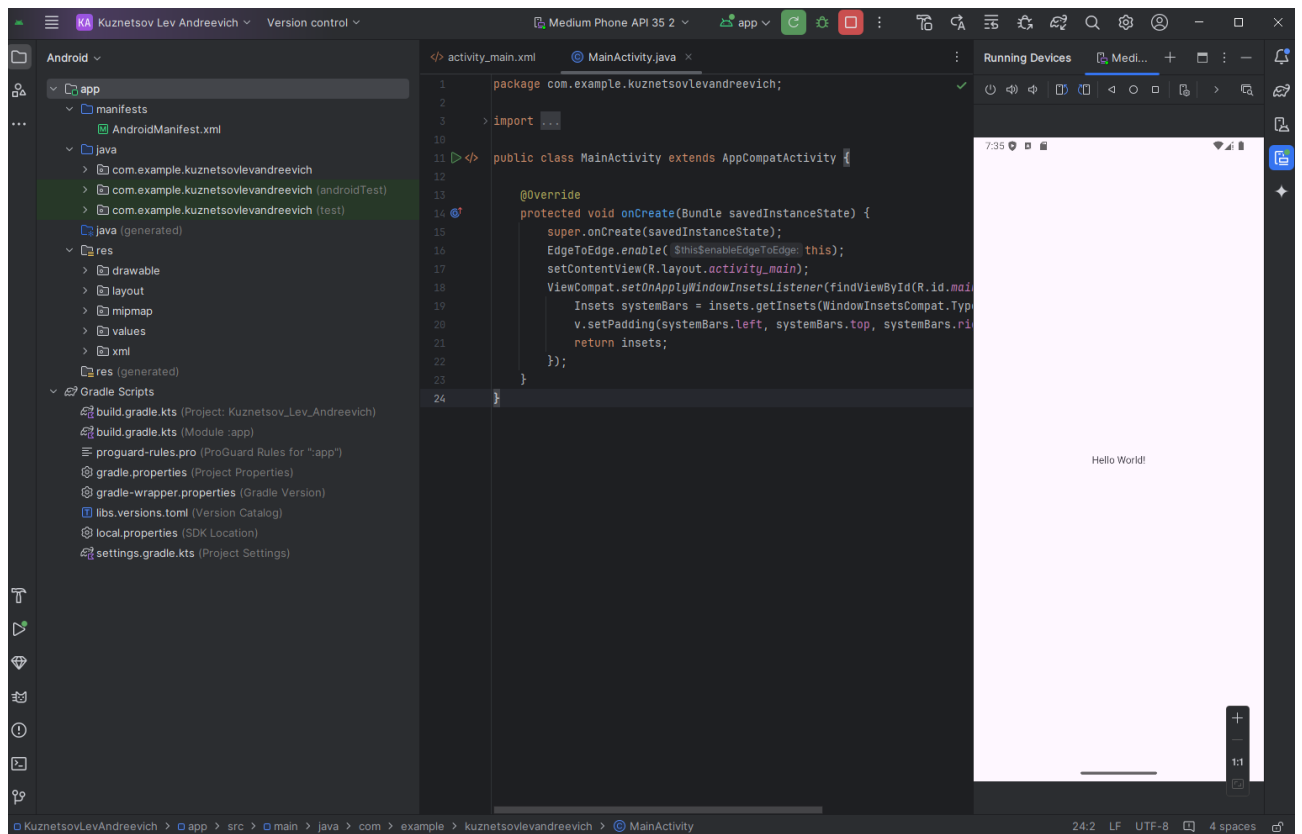 KA Kuznetsov Lev Andreevich Version control Medium Phone API 35 2 app
Android
app
manifests
AndroidManifest.xml
java
com.example.kuznetsovlevandreevich
com.example.kuznetsovlevandreevich (androidTest)
com.example.kuznetsovlevandreevich (test)
java (generated)
res
drawable
layout
mipmap
values
xml
res (generated)
Gradle Scripts
build.gradle.kts (Project: Kuznetsov_Lev_Andreevich)
build.gradle.kts (Module :app)
proguard-rules.pro (ProGuard Rules for ":app")
gradle.properties (Project Properties)
gradle-wrapper.properties (Gradle Version)
libs.versions.toml (Version Catalog)
local.properties (SDK Location)
settings.gradle.kts (Project Settings)
activity_main.xml MainActivity.java
1 package com.example.kuznetsovlevandreevich;
2
3 import ...
10
11 public class MainActivity extends AppCompatActivity {
12
13 @Override
14 protected void onCreate(Bundle savedInstanceState) {
15 super.onCreate(savedInstanceState);
16 EdgeToEdge.enable( $this$enableEdgeToEdge: this);
17 setContentView(R.layout.activity_main);
18 ViewCompat.setOnApplyWindowInsetsListener(findViewById(R.id.mai
19 Insets systemBars = insets.getInsets(WindowInsetsCompat.Type
20 v.setPadding(systemBars.left, systemBars.top, systemBars.ri
21 return insets;
22 });
23 }
24 }
Running Devices Medi...
7:35
Hello World!
1:1
KuznetsovLevAndreevich > app > src > main > java > com > example > kuznetsovlevandreevich > MainActivity
24:2 LF UTF-8 4 spaces